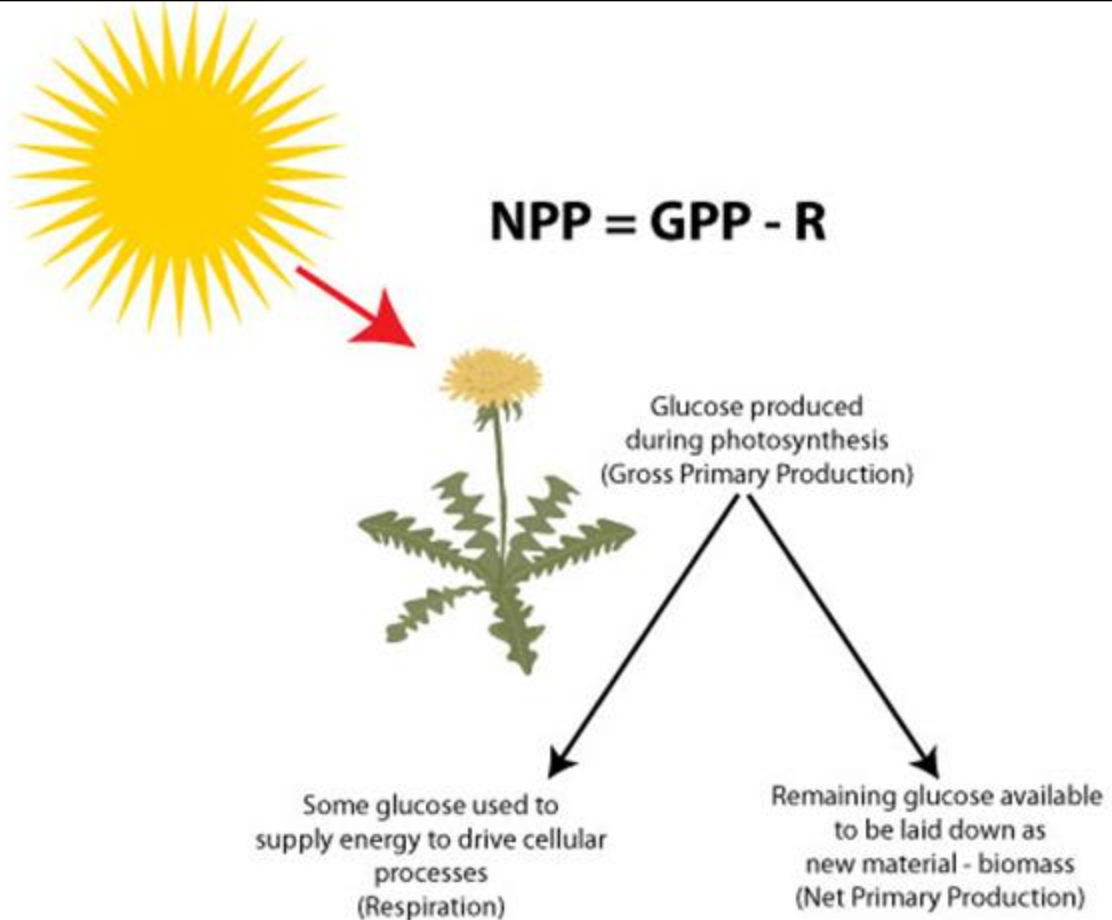 NPP = GPP - R
Glucose produced
during photosynthesis
(Gross Primary Production)
Some glucose used to
supply energy to drive cellular
processes
(Respiration)
Remaining glucose available
to be laid down as
new material - biomass
(Net Primary Production)